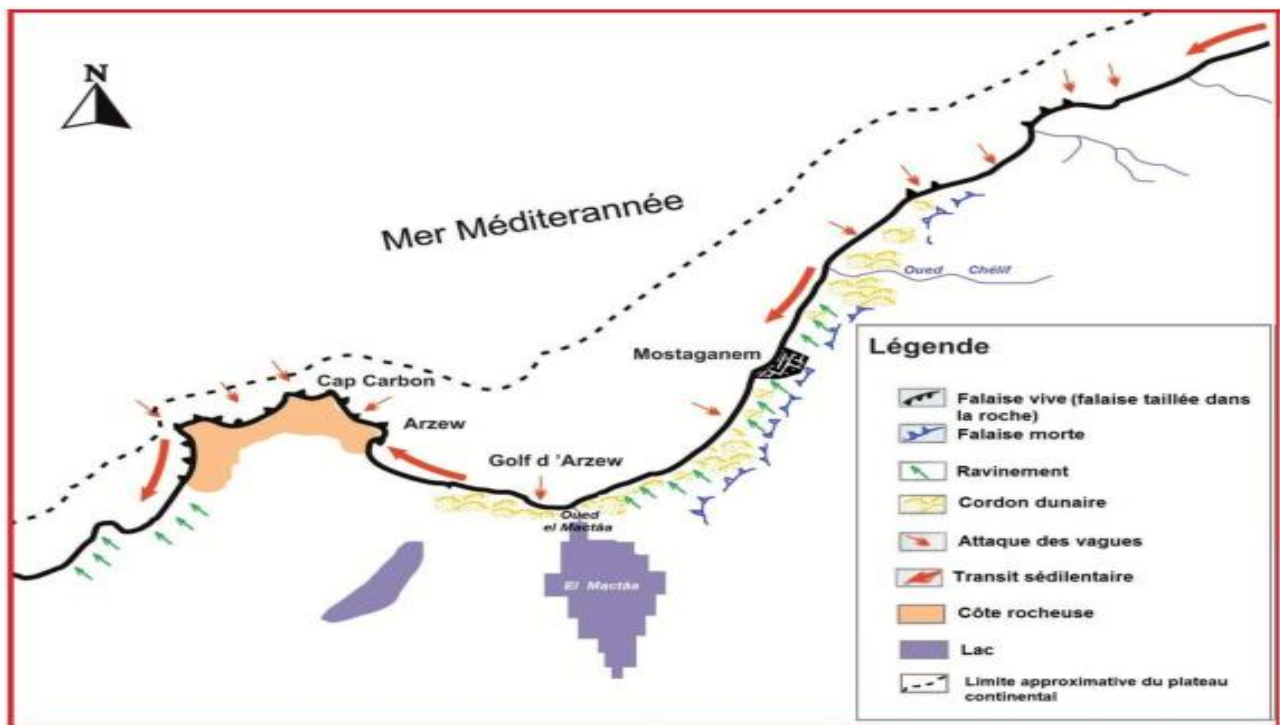 N
Mer Méditerannée
Oued Chélif
Mostaganem
Cap Carbon
Arzew
Golf d 'Arzew
Oued
el Mactâa
El Mactâa
Légende
Falaise vive (falaise taillée dans
la roche)
Falaise morte
Ravinement
Cordon dunaire
Attaque des vagues
Transit sédilentaire
Côte rocheuse
Lac
Limite approximative du plateau
continental